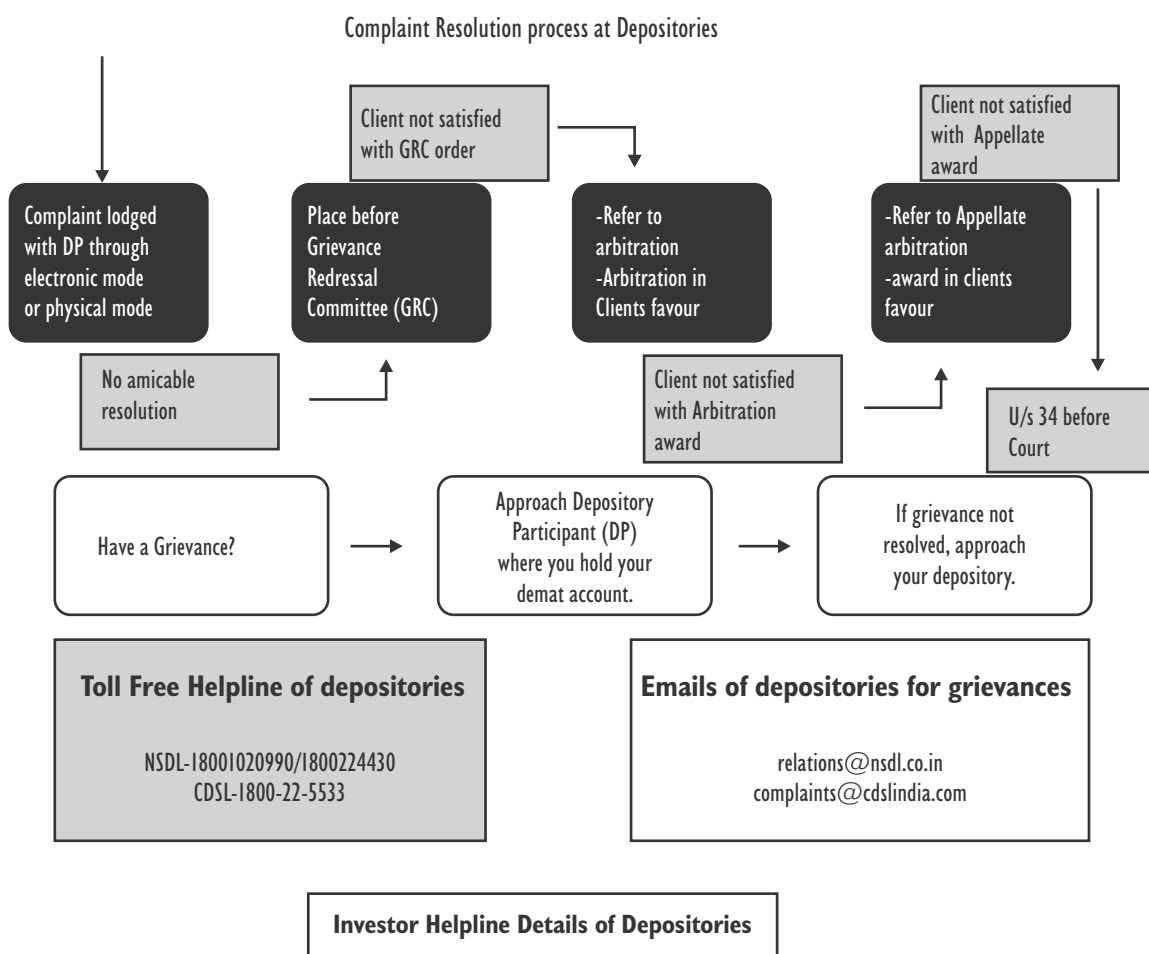 Complaint Resolution process at Depositories
Client not satisfied
with GRC order
Client not satisfied
with Appellate
award
Complaint lodged
with DP through
electronic mode
or physical mode
Place before
Grievance
Redressal
Committee (GRC)
-Refer to
arbitration
-Arbitration in
Clients favour
-Refer to Appellate
arbitration
-award in clients
favour
No amicable
resolution
Client not satisfied
with Arbitration
award
U/s 34 before
Court
Have a Grievance?
Approach Depository
Participant (DP)
where you hold your
demat account.
If grievance not
resolved, approach
your depository.
Toll Free Helpline of depositories
NSDL-18001020990/1800224430
CDSL-1800-22-5533
Emails of depositories for grievances
relations@nsdl.co.in
complaints@cdslindia.com
Investor Helpline Details of Depositories